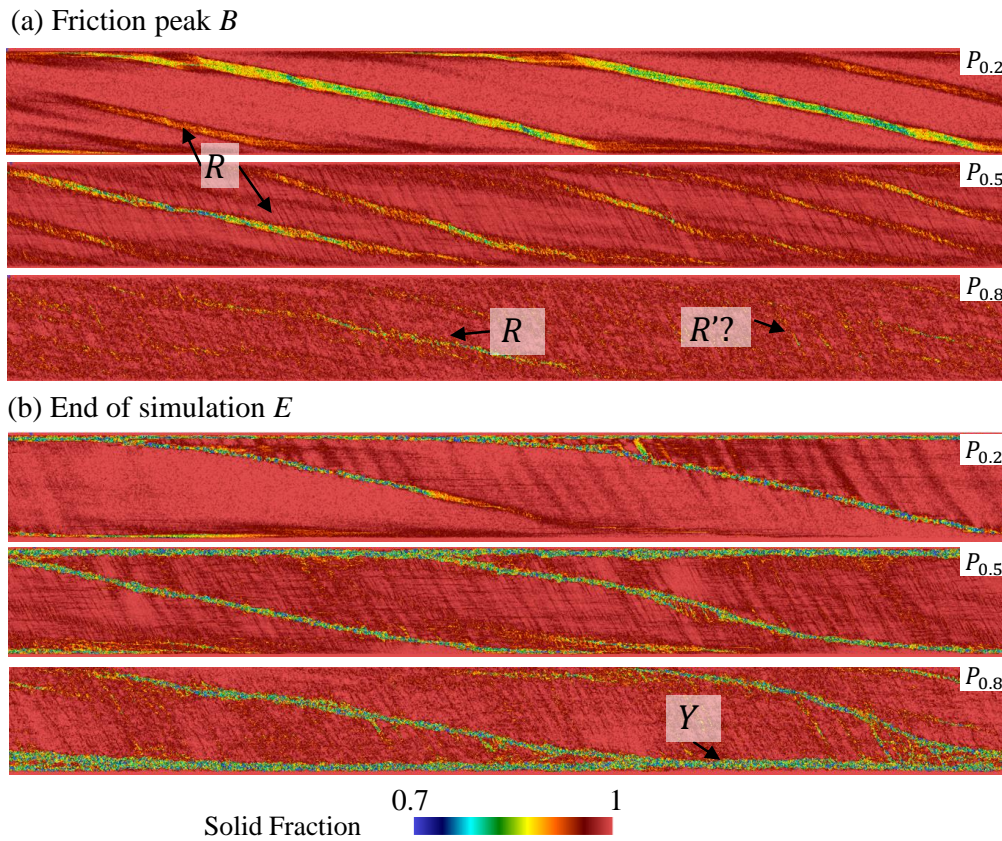 (a) Friction peak B
P0.2
R
P0.5
P0.8
R
R'?
(b) End of simulation E
P0.2
P0.5
P0.8
Y
0.7 1
Solid Fraction